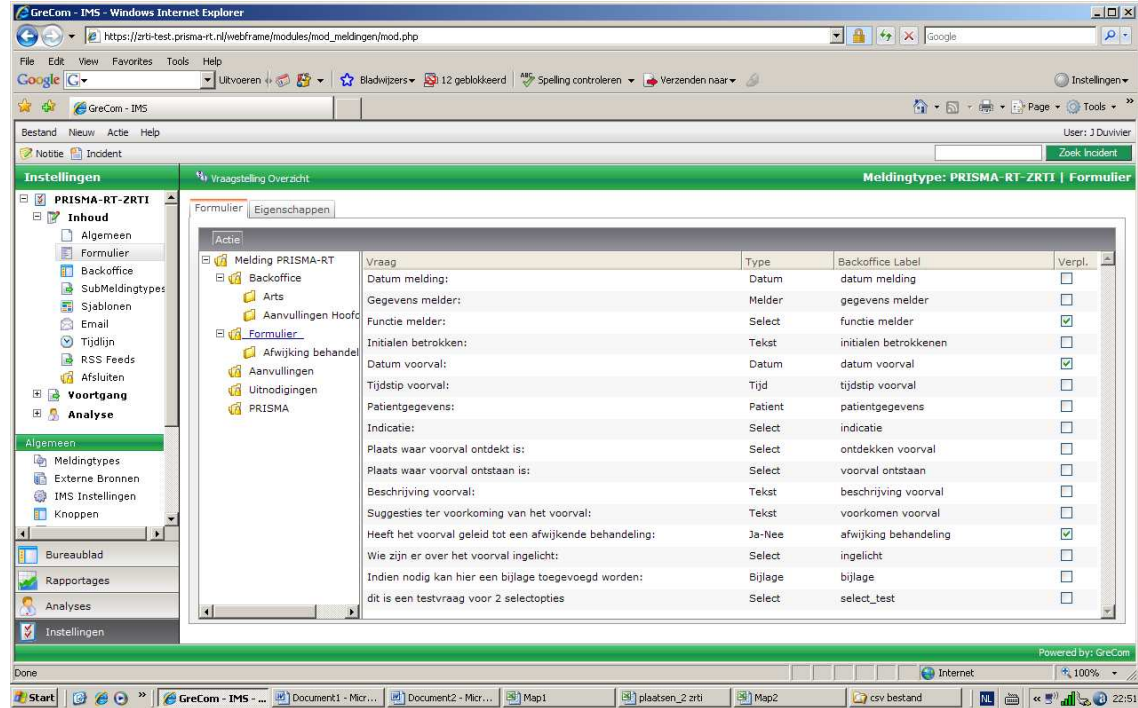 GreCom - IMS - Windows Internet Explorer
https://zrti-test.prisma-rt.nl/webframe/modules/mod_meldingen/mod.php
Google
File Edit View Favorites Tools Help
Google G Uitvoeren Bladwijzers 12 geblokkeerd Spelling controleren Verzenden naar Instellingen
GreCom - IMS Page Tools »
Bestand Nieuw Actie Help User: J Duvivier
Notitie Incident Zoek Incident
Instellingen
Vraagstelling Overzicht
Meldingtype: PRISMA-RT-ZRTI | Formulier
PRISMA-RT-ZRTI
Inhoud
Algemeen
Formulier
Backoffice
SubMeldingtypes
Sjablonen
Email
Tijdlijn
RSS Feeds
Afsluiten
Voortgang
Analyse
Algemeen
Meldingtypes
Externe Bronnen
IMS Instellingen
Knoppen
Bureaublad
Rapportages
Analyses
Instellingen
Formulier Eigenschappen
Actie
Melding PRISMA-RT
Backoffice
Arts
Aanvullingen Hoofd
Formulier
Afwijking behandel
Aanvullingen
Uitnodigingen
PRISMA
Vraag Type Backoffice Label Verpl.
Datum melding: Datum datum melding
Gegevens melder: Melder gegevens melder
Functie melder: Select functie melder
Initialen betrokken: Tekst initialen betrokkenen
Datum voorval: Datum datum voorval
Tijdstip voorval: Tijd tijdstip voorval
Patientgegevens: Patient patientgegevens
Indicatie: Select indicatie
Plaats waar voorval ontdekt is: Select ontdekken voorval
Plaats waar voorval ontstaan is: Select voorval ontstaan
Beschrijving voorval: Tekst beschrijving voorval
Suggesties ter voorkoming van het voorval: Tekst voorkomen voorval
Heeft het voorval geleid tot een afwijkende behandeling: Ja-Nee afwijking behandeling
Wie zijn er over het voorval ingelicht: Select ingelicht
Indien nodig kan hier een bijlage toegevoegd worden: Bijlage bijlage
dit is een testvraag voor 2 selectopties Select select_test
Powered by: GreCom
Done Internet 100%
Start » GreCom - IMS - ... Document1 - Micr... Document2 - Micr... Map1 plaatsen_2 zrti Map2 csv bestand NL « 22:51